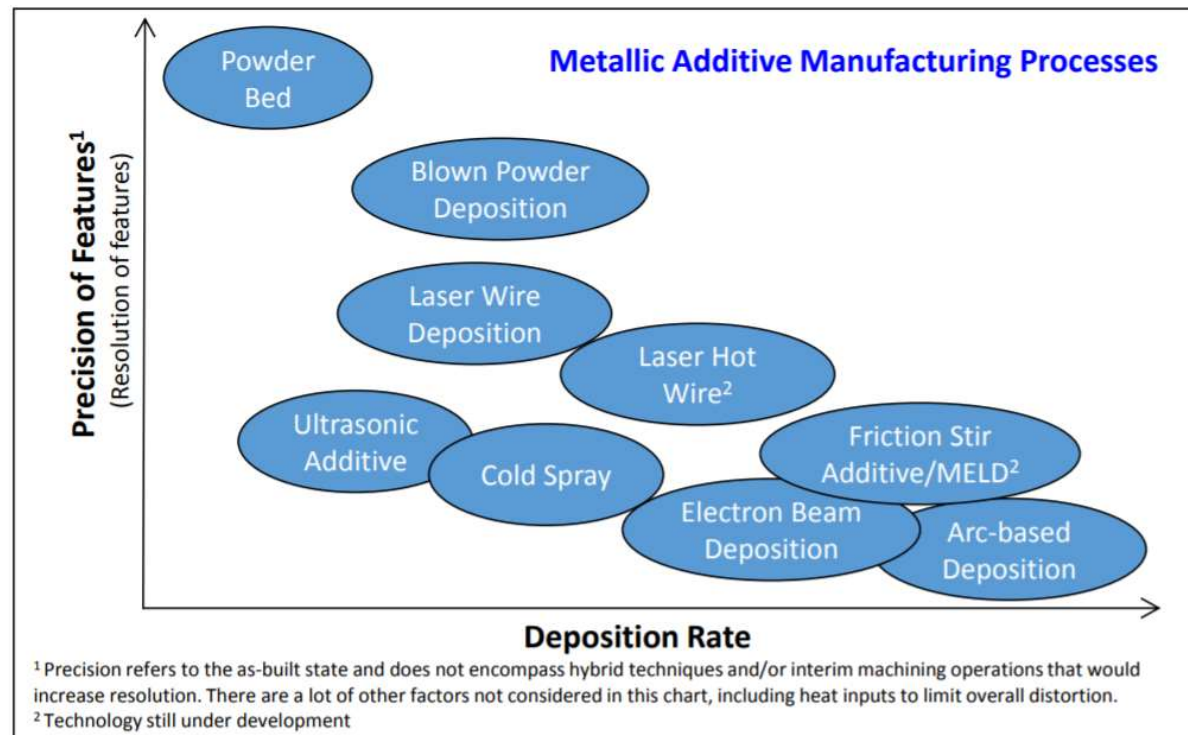 Metallic Additive Manufacturing Processes
Powder
Bed
Blown Powder
Deposition
Laser Wire
Deposition
Laser Hot
Wire²
Ultrasonic
Additive
Cold Spray
Friction Stir
Additive/MELD²
Electron Beam
Deposition
Arc-based
Deposition
Precision of Features¹
(Resolution of features)
Deposition Rate
¹ Precision refers to the as-built state and does not encompass hybrid techniques and/or interim machining operations that would
increase resolution. There are a lot of other factors not considered in this chart, including heat inputs to limit overall distortion.
² Technology still under development